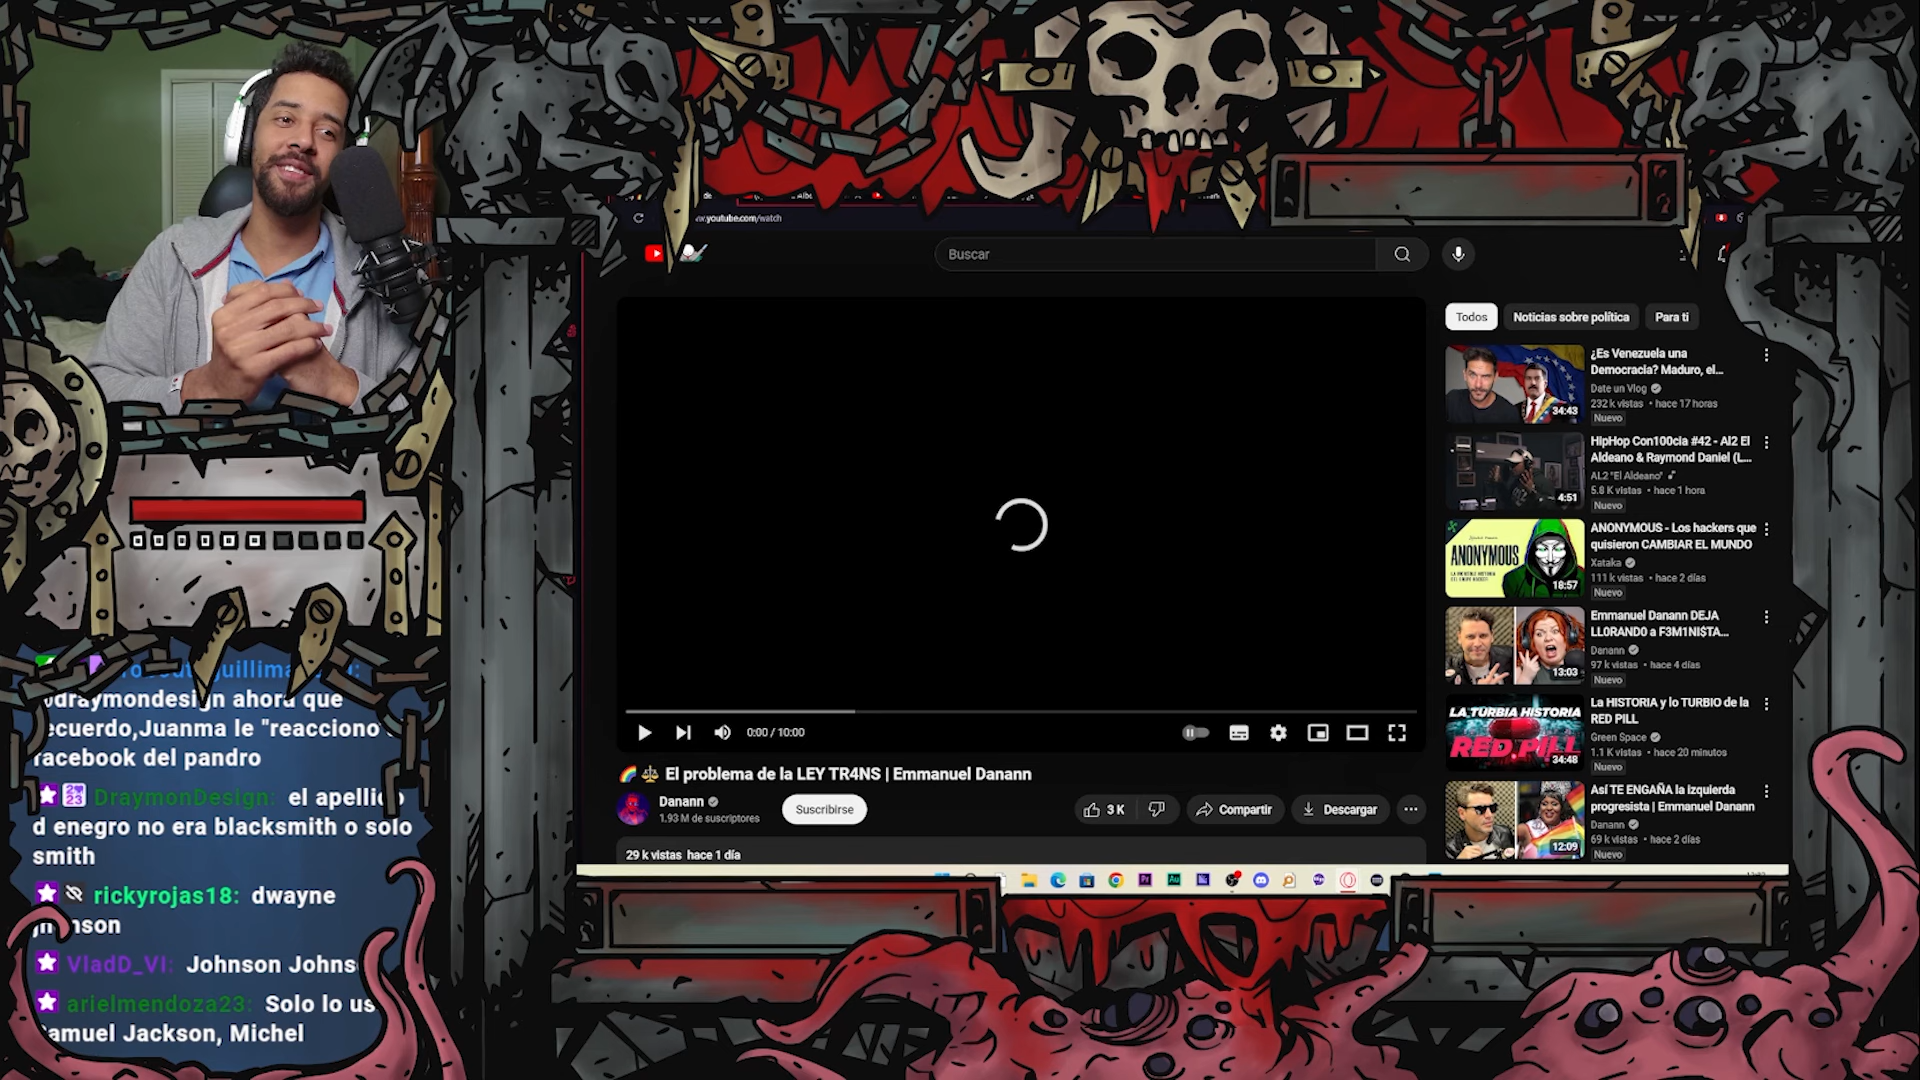 youtube.com/watch
Buscar
Todos
Noticias sobre política
Para ti
¿Es Venezuela una
Democracia? Maduro, el...
Date un Vlog
232 k vistas • hace 17 horas
Nuevo
34:43
HipHop Con100cia #42 - Al2 El
Aldeano & Raymond Daniel (L...
AL2 "El Aldeano"
5.8 K vistas • hace 1 hora
Nuevo
4:51
ANONYMOUS - Los hackers que
quisieron CAMBIAR EL MUNDO
Xataka
111 k vistas • hace 2 días
Nuevo
ANONYMOUS
18:57
Emmanuel Danann DEJA
LL0RAND0 a F3M1NI$TA...
Danann
97 k vistas • hace 4 días
Nuevo
13:03
La HISTORIA y lo TURBIO de la
RED PILL
Green Space
1.1 K vistas • hace 20 minutos
Nuevo
LA TURBIA HISTORIA
RED PILL
34:48
Así TE ENGAÑA la izquierda
progresista | Emmanuel Danann
Danann
69 k vistas • hace 2 días
Nuevo
12:09
0:00 / 10:00
El problema de la LEY TR4NS | Emmanuel Danann
Danann
1.93 M de suscriptores
Suscribirse
3 K
Compartir
Descargar
29 k vistas hace 1 día
draymondesign ahora que
ecuerdo,Juanma le "reacciono
facebook del pandro
DraymonDesign: el apellido
d enegro no era blacksmith o solo
smith
rickyrojas18: dwayne
jhonson
VladD_VI: Johnson Johns
arielmendoza23: Solo lo us
Samuel Jackson, Michel